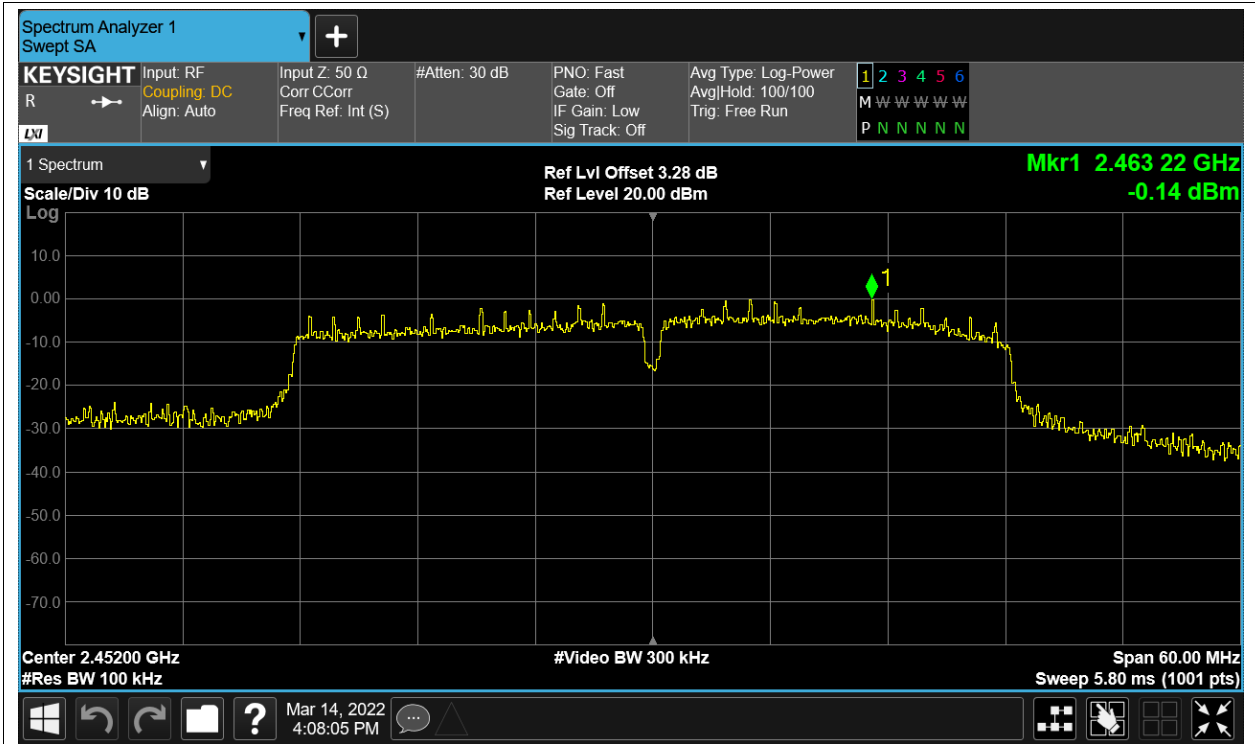 Spectrum Analyzer 1
Swept SA
KEYSIGHT
R
LXI
Input: RF
Coupling: DC
Align: Auto
Input Z: 50 Ω
Corr CCorr
Freq Ref: Int (S)
#Atten: 30 dB
PNO: Fast
Gate: Off
IF Gain: Low
Sig Track: Off
Avg Type: Log-Power
Avg|Hold: 100/100
Trig: Free Run
1 2 3 4 5 6
M W W W W W
P N N N N N
1 Spectrum
Scale/Div 10 dB
Log
Ref Lvl Offset 3.28 dB
Ref Level 20.00 dBm
Mkr1 2.463 22 GHz
-0.14 dBm
10.0
0.00
-10.0
-20.0
-30.0
-40.0
-50.0
-60.0
-70.0
1
Center 2.45200 GHz
#Res BW 100 kHz
#Video BW 300 kHz
Span 60.00 MHz
Sweep 5.80 ms (1001 pts)
?
Mar 14, 2022
4:08:05 PM